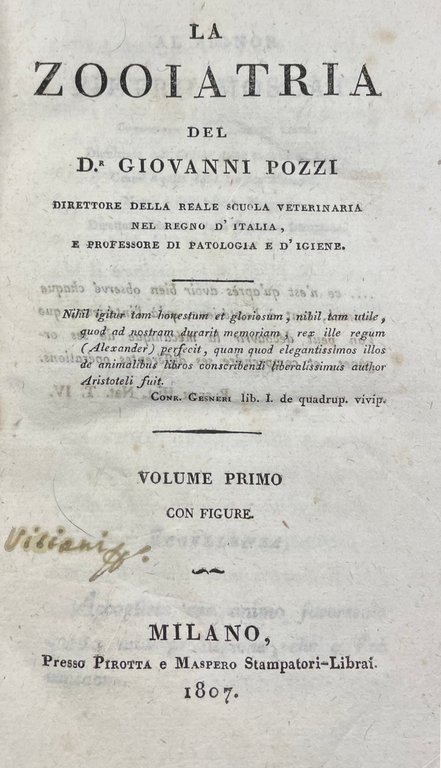 LA
ZOOIATRIA
DEL
D.R GIOVANNI POZZI
DIRETTORE DELLA REALE SCUOLA VETERINARIA
NEL REGNO D'ITALIA,
E PROFESSORE DI PATOLOGIA E D'IGIENE.
Nihil igitur tam honestum et gloriosum, nihil tam utile,
quod ad nostram durarit memoriam, rex ille regum
(Alexander) perfecit, quam quod elegantissimos illos
de animalibus libros conscribendi liberalissimus author
Aristoteli fuit.
CONR. GESNERI lib. I. de quadrup. vivip.
VOLUME PRIMO
CON FIGURE.
Visiani
MILANO,
Presso PIROTTA e MASPERO Stampatori-Librai.
1807.